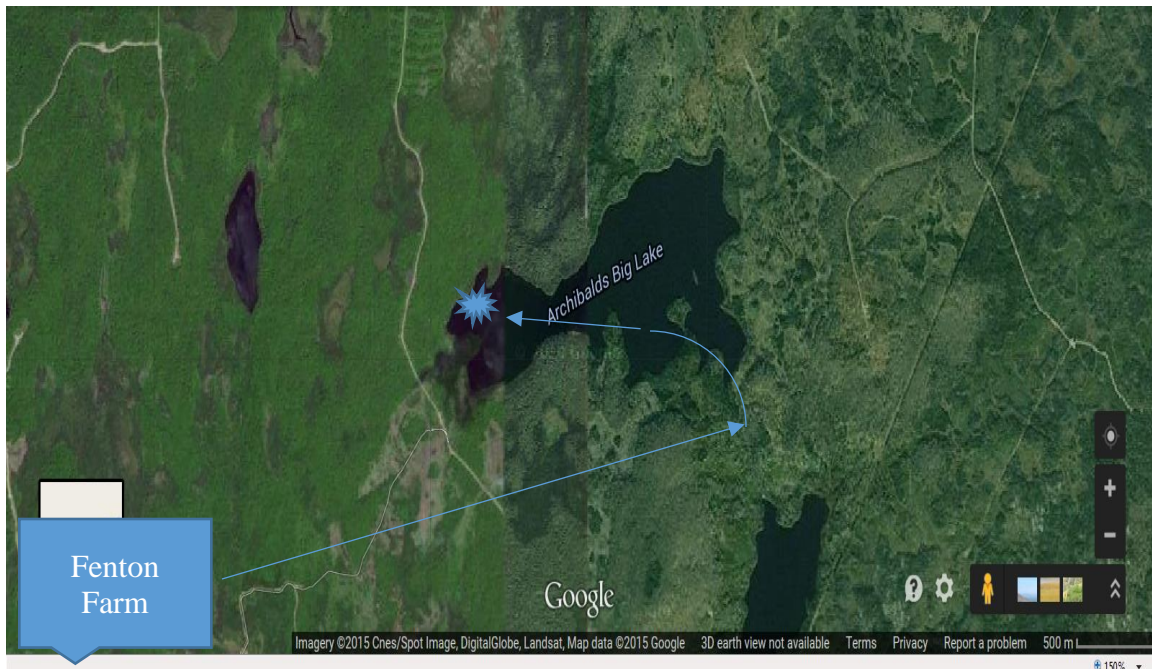 Archibalds Big Lake
Fenton
Farm
Google
Imagery ©2015 Cnes/Spot Image, DigitalGlobe, Landsat, Map data ©2015 Google 3D earth view not available Terms Privacy Report a problem 500 m
150%